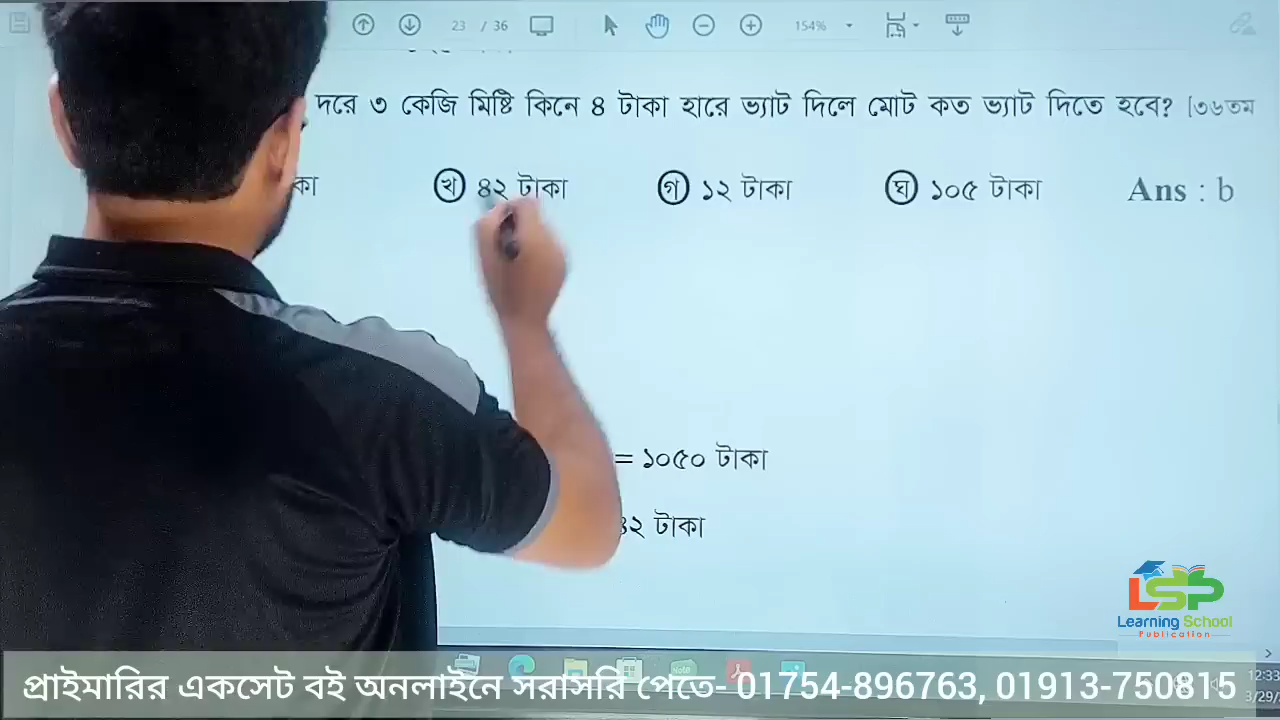 23 / 36 154%
দরে ৩ কেজি মিষ্টি কিনে ৪ টাকা হারে ভ্যাট দিলে মোট কত ভ্যাট দিতে হবে? [৩৬তম
কা খ ৪২ টাকা গ ১২ টাকা ঘ ১০৫ টাকা Ans : b
= ১০৫০ টাকা
৪২ টাকা
LSP
Learning School
Publication
প্রাইমারির একসেট বই অনলাইনে সরাসরি পেতে- 01754-896763, 01913-750815
12:33
3/29/